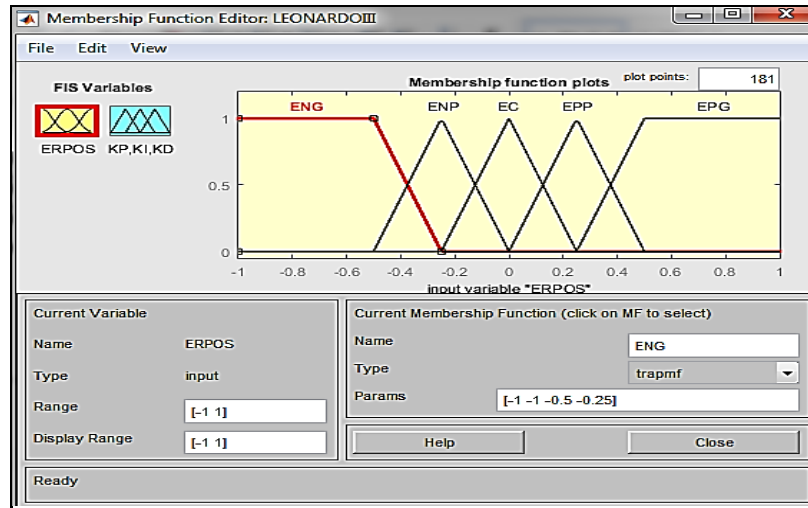 Membership Function Editor: LEONARDOIII
File Edit View
FIS Variables
ERPOS KP,KI,KD
Membership function plots plot points: 181
ENG ENP EC EPP EPG
1
0.5
0
-1 -0.8 -0.6 -0.4 -0.2 0 0.2 0.4 0.6 0.8 1
input variable "ERPOS"
Current Variable
Name ERPOS
Type input
Range [-1 1]
Display Range [-1 1]
Current Membership Function (click on MF to select)
Name ENG
Type trapmf
Params [-1 -1 -0.5 -0.25]
Help Close
Ready